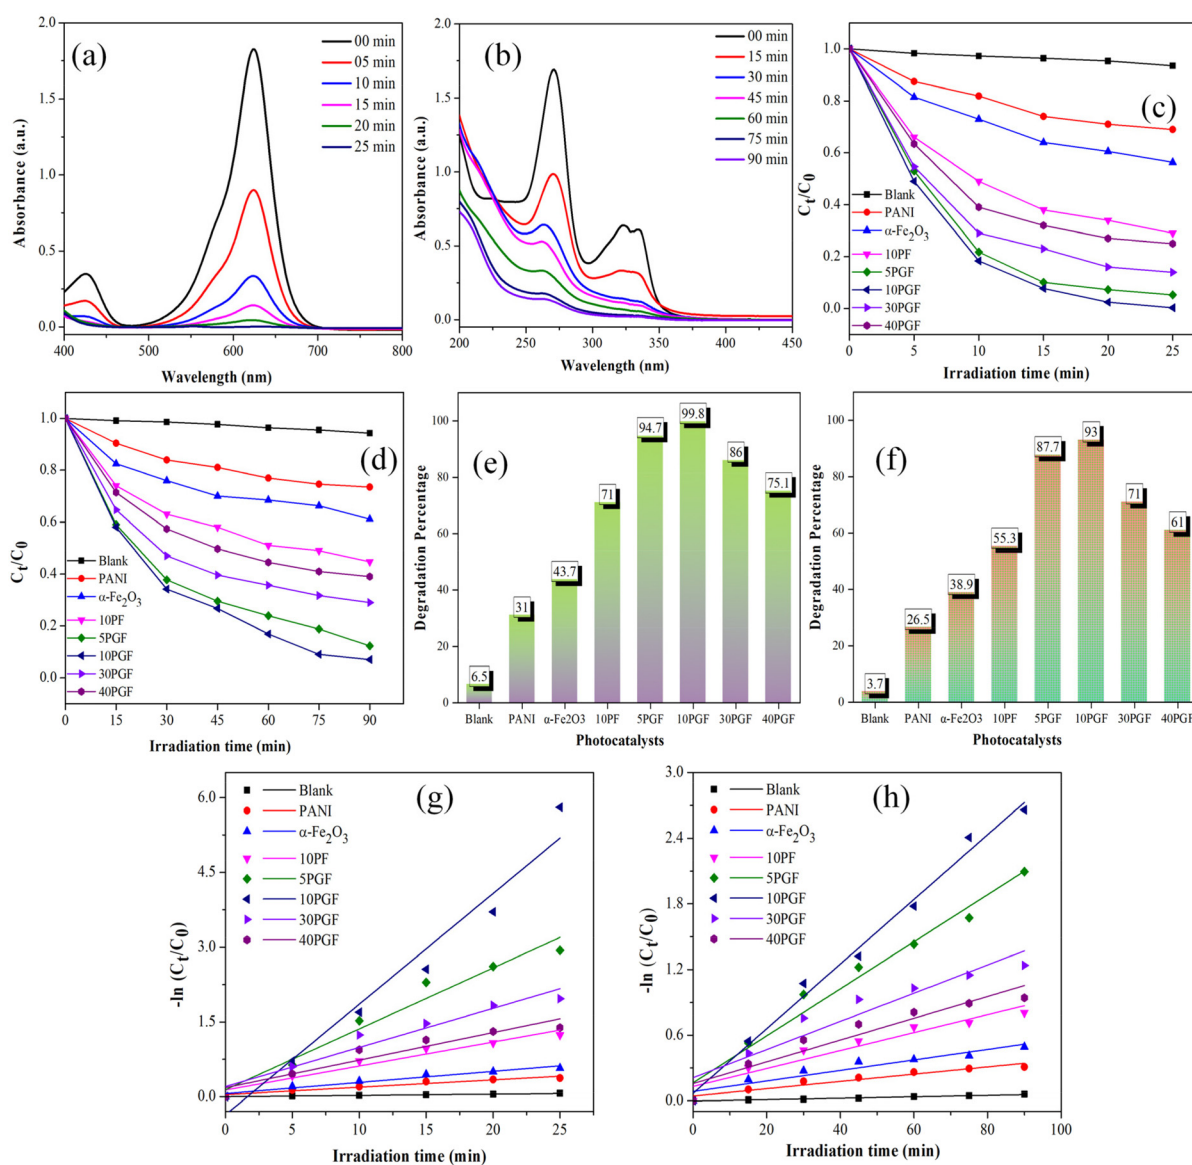 (a)
00 min
05 min
10 min
15 min
20 min
25 min
2.0
1.5
1.0
0.5
0.0
400 500 600 700 800
Absorbance (a.u.)
Wavelength (nm)
(b)
00 min
15 min
30 min
45 min
60 min
75 min
90 min
2.0
1.5
1.0
0.5
0.0
200 250 300 350 400 450
Absorbance (a.u.)
Wavelength (nm)
(c)
1.0
0.8
0.6
0.4
0.2
0.0
Blank
PANI
α-Fe2O3
10PF
5PGF
10PGF
30PGF
40PGF
0 5 10 15 20 25
Ct/C0
Irradiation time (min)
(d)
1.0
0.8
0.6
0.4
0.2
0.0
Blank
PANI
α-Fe2O3
10PF
5PGF
10PGF
30PGF
40PGF
0 15 30 45 60 75 90
Ct/C0
Irradiation time (min)
(e)
100
80
60
40
20
0
6.5 31 43.7 71 94.7 99.8 86 75.1
Blank PANI α-Fe2O3 10PF 5PGF 10PGF 30PGF 40PGF
Degradation Percentage
Photocatalysts
(f)
100
80
60
40
20
0
3.7 26.5 38.9 55.3 87.7 93 71 61
Blank PANI α-Fe2O3 10PF 5PGF 10PGF 30PGF 40PGF
Degradation Percentage
Photocatalysts
(g)
Blank
PANI
α-Fe2O3
10PF
5PGF
10PGF
30PGF
40PGF
6.0
4.5
3.0
1.5
0.0
0 5 10 15 20 25
-ln (Ct/C0)
Irradiation time (min)
(h)
Blank
PANI
α-Fe2O3
10PF
5PGF
10PGF
30PGF
40PGF
3.0
2.4
1.8
1.2
0.6
0.0
0 20 40 60 80 100
-ln (Ct/C0)
Irradiation time (min)